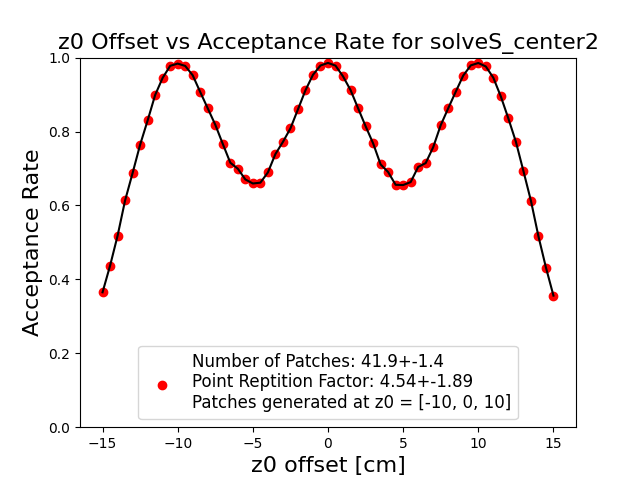 z0 Offset vs Acceptance Rate for solveS_center2
1.0
0.8
0.6
0.4
0.2
0.0
Acceptance Rate
Number of Patches: 41.9+-1.4
Point Reptition Factor: 4.54+-1.89
Patches generated at z0 = [-10, 0, 10]
−15
−10
−5
0
5
10
15
z0 offset [cm]